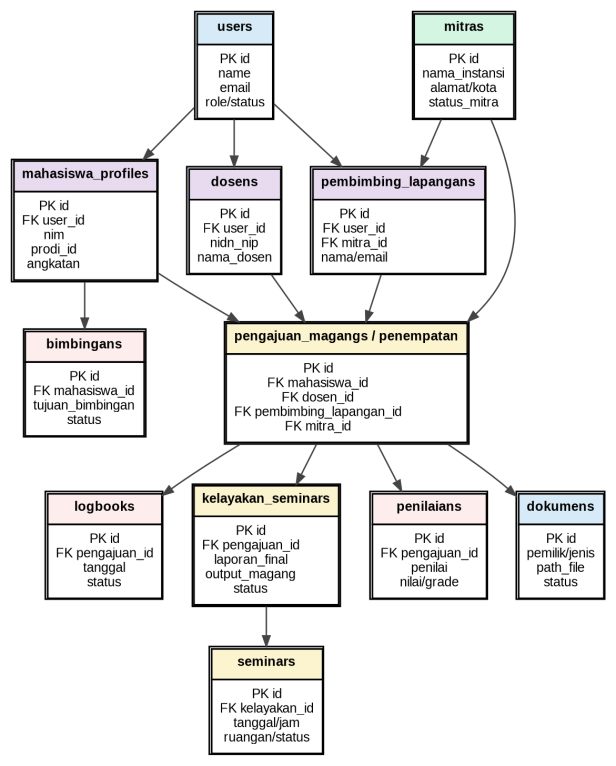 users
PK id
name
email
role/status
mitras
PK id
nama_instansi
alamat/kota
status_mitra
mahasiswa_profiles
PK id
FK user_id
nim
prodi_id
angkatan
dosens
PK id
FK user_id
nidn_nip
nama_dosen
pembimbing_lapangans
PK id
FK user_id
FK mitra_id
nama/email
bimbingans
PK id
FK mahasiswa_id
tujuan_bimbingan
status
pengajuan_magangs / penempatan
PK id
FK mahasiswa_id
FK dosen_id
FK pembimbing_lapangan_id
FK mitra_id
logbooks
PK id
FK pengajuan_id
tanggal
status
kelayakan_seminars
PK id
FK pengajuan_id
laporan_final
output_magang
status
penilaians
PK id
FK pengajuan_id
penilai
nilai/grade
dokumens
PK id
pemilik/jenis
path_file
status
seminars
PK id
FK kelayakan_id
tanggal/jam
ruangan/status